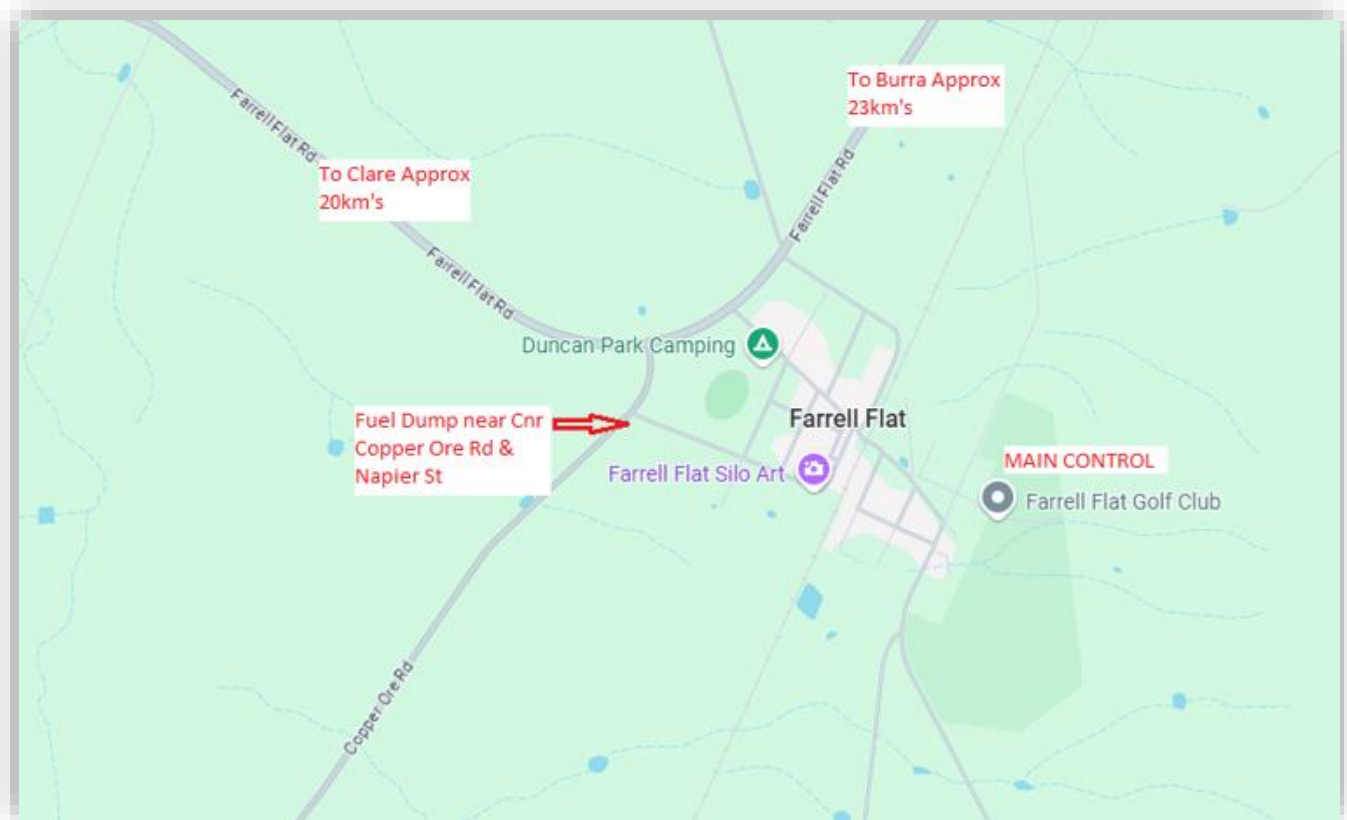 To Burra Approx
23km's
Farrell Flat Rd
To Clare Approx
20km's
Farrell Flat Rd
Farrell Flat Rd
Duncan Park Camping
Fuel Dump near Cnr
Copper Ore Rd &
Napier St
Farrell Flat
Farrell Flat Silo Art
MAIN CONTROL
Farrell Flat Golf Club
Copper Ore Rd